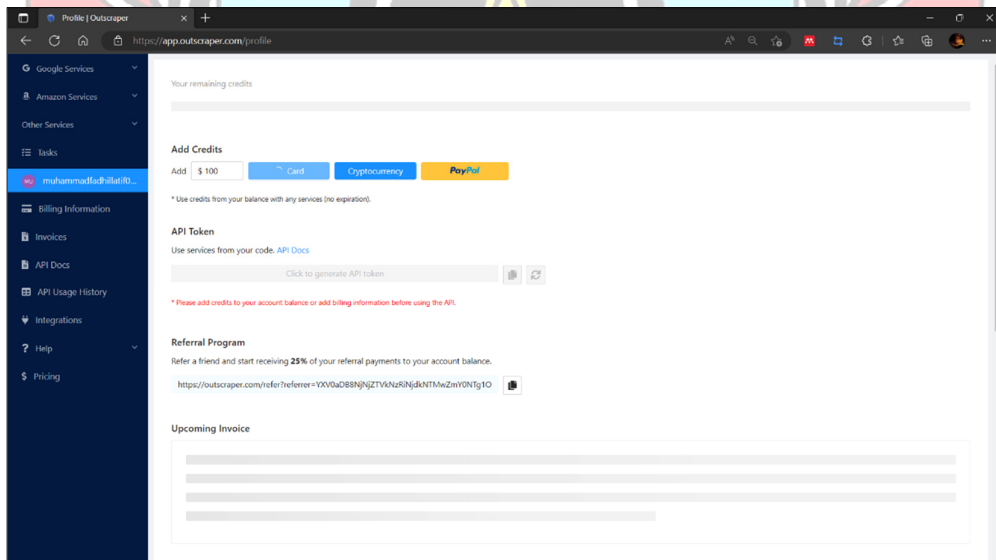 Profile | Outscraper
https://app.outscraper.com/profile
Google Services
Amazon Services
Other Services
Tasks
muhammadfadhillatif0...
Billing Information
Invoices
API Docs
API Usage History
Integrations
Help
Pricing
Your remaining credits
Add Credits
Add $ 100 Card Cryptocurrency PayPal
* Use credits from your balance with any services (no expiration).
API Token
Use services from your code. API Docs
Click to generate API token
* Please add credits to your account balance or add billing information before using the API.
Referral Program
Refer a friend and start receiving 25% of your referral payments to your account balance.
https://outscraper.com/refer?referrer=YXV0aDB8NjNjZTVkNzRiNjdkNTMwZmY0NTg1O
Upcoming Invoice